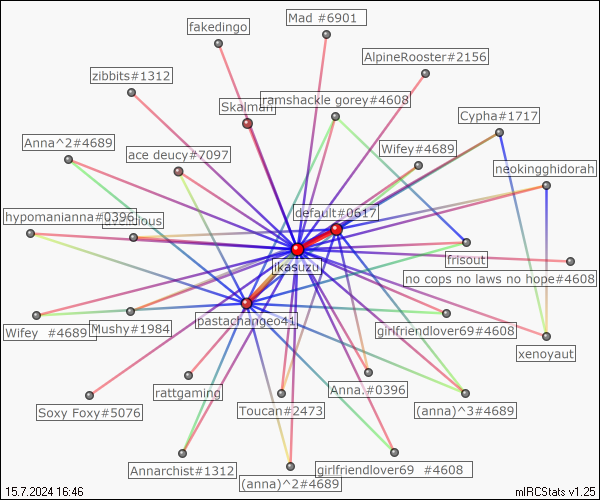 Mad #6901
fakedingo
AlpineRooster#2156
zibbits#1312
ramshackle gorey#4608
Skalman
Cypha#1717
Anna^2#4689
Wifey#4689
ace deucy#7097
neokingghidorah
default#0617
hypomanianna#0396
frisout
jkasuzu
no cops no laws no hope#4608
pastachangeo41
Wifey #4689
Mushy#1984
girlfriendlover69#4608
xenoyaut
rattgaming
Anna.#0396
Soxy Foxy#5076
Toucan#2473
(anna)^3#4689
Annarchist#1312
girlfriendlover69 #4608
(anna)^2#4689
15.7.2024 16:46
mIRCStats v1.25